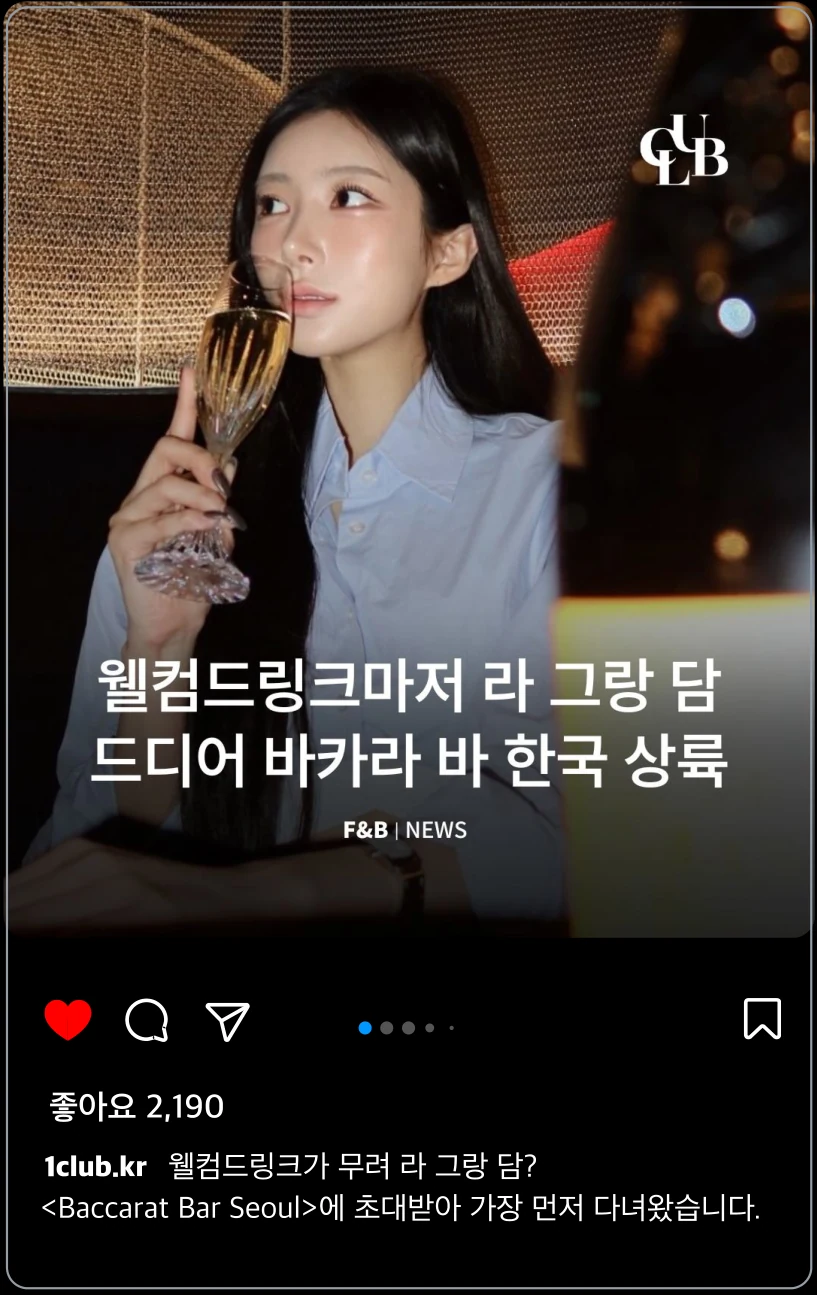 CLUB
웰컴드링크마저 라 그랑 담
드디어 바카라 바 한국 상륙
F&B | NEWS
좋아요 2,190
1club.kr 웰컴드링크가 무려 라 그랑 담?
<Baccarat Bar Seoul>에 초대받아 가장 먼저 다녀왔습니다.